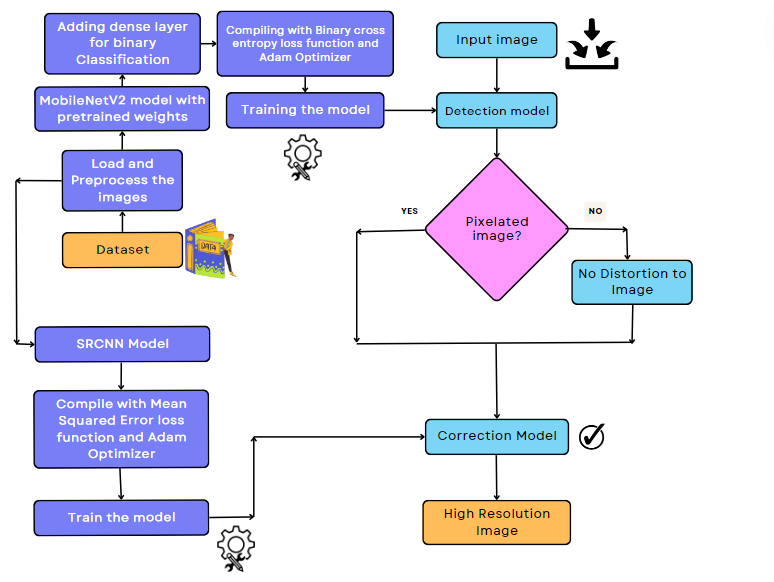 Adding dense layer
for binary
Classification
Compiling with Binary cross
entropy loss function and
Adam Optimizer
Input image
MobileNetV2 model with
pretrained weights
Training the model
Detection model
Load and
Preprocess the
images
YES
NO
Pixelated
image?
Dataset
DATA
No Distortion to
Image
SRCNN Model
Compile with Mean
Squared Error loss
function and Adam
Optimizer
Correction Model
Train the model
High Resolution
Image